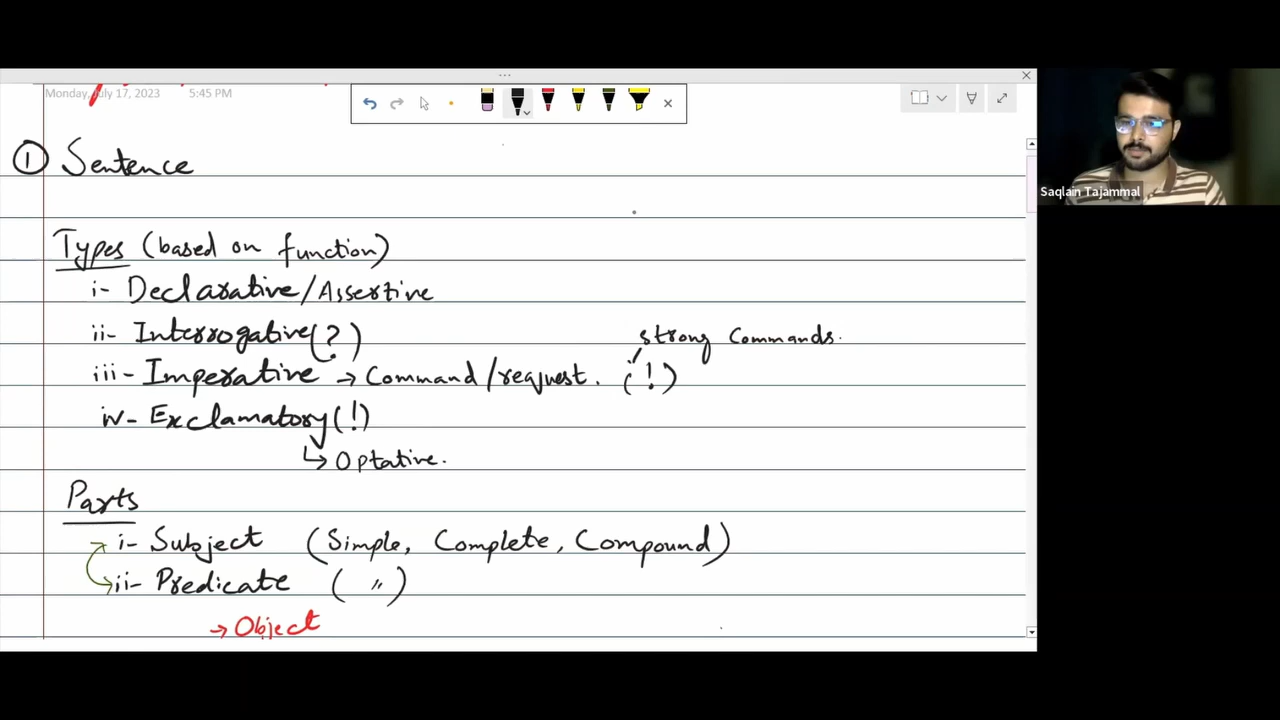 Monday, July 17, 2023 5:45 PM
Saqlain Tajammal
① Sentence
Types (based on function)
i- Declarative/Assertive
ii- Interrogative(?)
strong Commands.
iii- Imperative → Command/request. (!)
iv- Exclamatory(!)
↳ Optative.
Parts
i- Subject (Simple, Complete, Compound)
ii- Predicate ( " )
→ Object